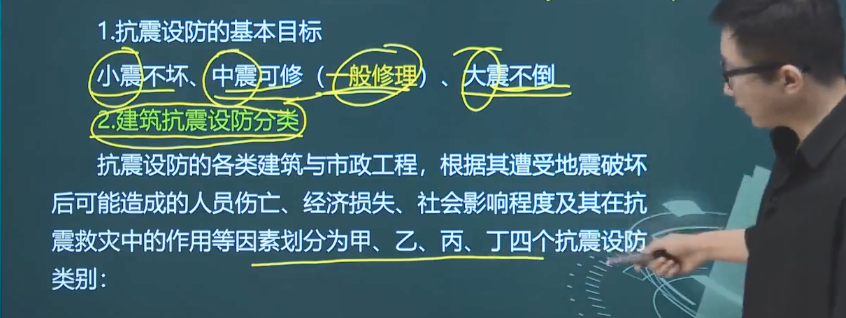 1.抗震设防的基本目标
小震不坏、中震可修（一般修理）、大震不倒
2.建筑抗震设防分类
抗震设防的各类建筑与市政工程，根据其遭受地震破坏
后可能造成的人员伤亡、经济损失、社会影响程度及其在抗
震救灾中的作用等因素划分为甲、乙、丙、丁四个抗震设防
类别：